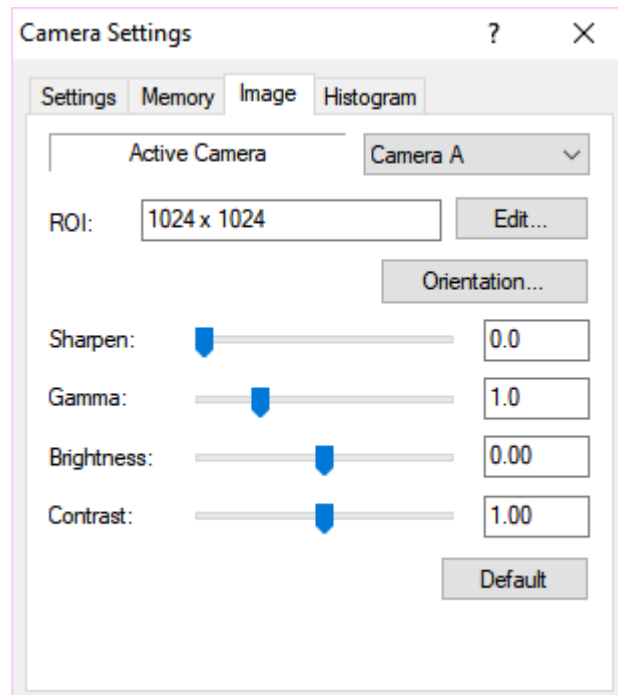 Camera Settings ?
Settings Memory Image Histogram
Active Camera Camera A
ROI: 1024 x 1024 Edit...
Orientation...
Sharpen: 0.0
Gamma: 1.0
Brightness: 0.00
Contrast: 1.00
Default